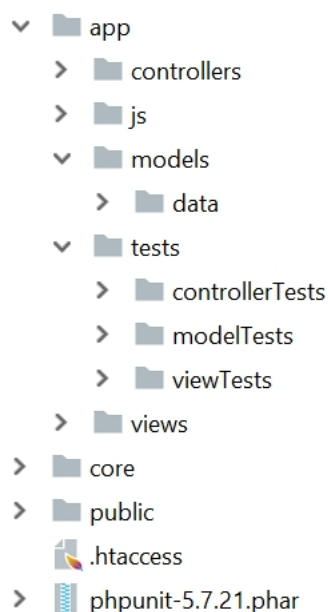 app
controllers
js
models
data
tests
controllerTests
modelTests
viewTests
views
core
public
.htaccess
phpunit-5.7.21.phar